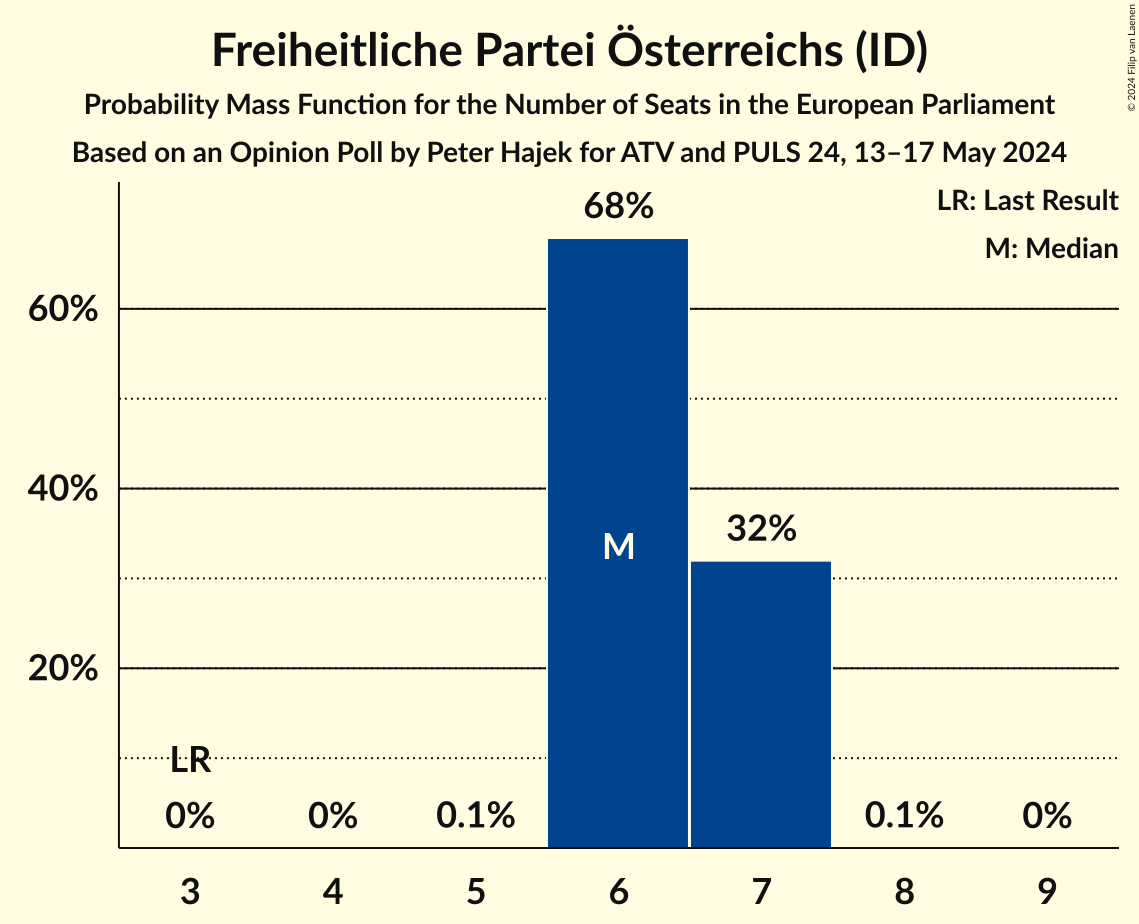 Freiheitliche Partei Österreichs (ID)
Probability Mass Function for the Number of Seats in the European Parliament
Based on an Opinion Poll by Peter Hajek for ATV and PULS 24, 13–17 May 2024
© 2024 Filip van Laenen
LR: Last Result
M: Median
68%
60%
40%
M
32%
20%
LR
0% 0% 0.1% 0.1% 0%
3 4 5 6 7 8 9